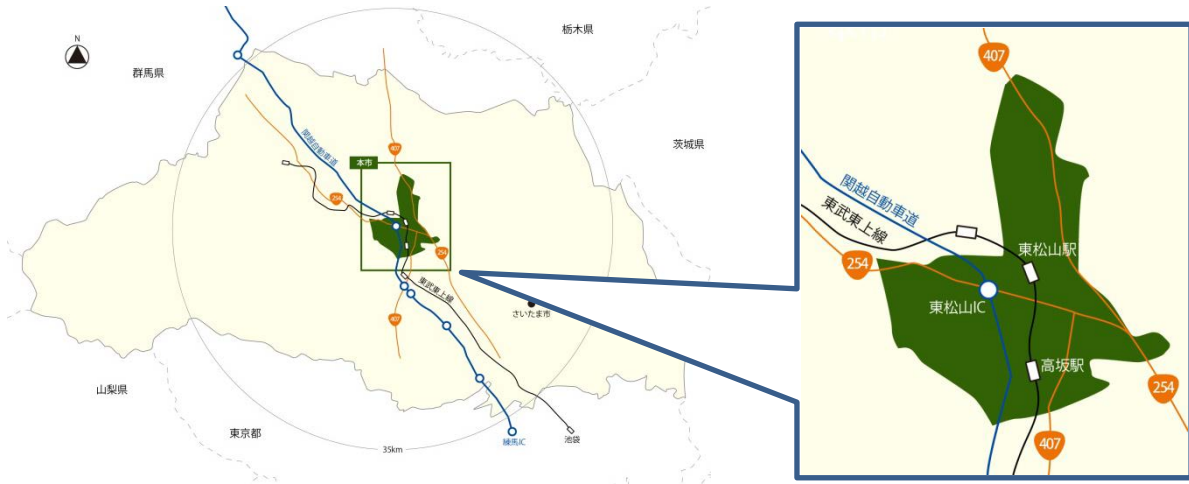 N
栃木県
群馬県
茨城県
関越自動車道
407
本市
254
254
東武東上線
さいたま市
407
山梨県
東京都
35km
練馬IC
池袋
407
関越自動車道
東武東上線
東松山駅
254
東松山IC
高坂駅
254
407